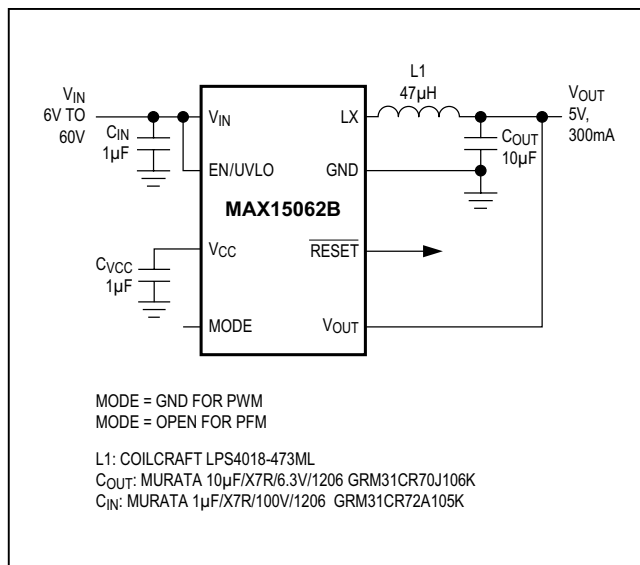 L1
47µH
VIN
6V TO
60V
CIN
1µF
VIN
LX
VOUT
5V,
300mA
COUT
10µF
EN/UVLO
GND
MAX15062B
VCC
RESET
CVCC
1µF
MODE
VOUT
MODE = GND FOR PWM
MODE = OPEN FOR PFM
L1: COILCRAFT LPS4018-473ML
COUT: MURATA 10µF/X7R/6.3V/1206 GRM31CR70J106K
CIN: MURATA 1µF/X7R/100V/1206 GRM31CR72A105K